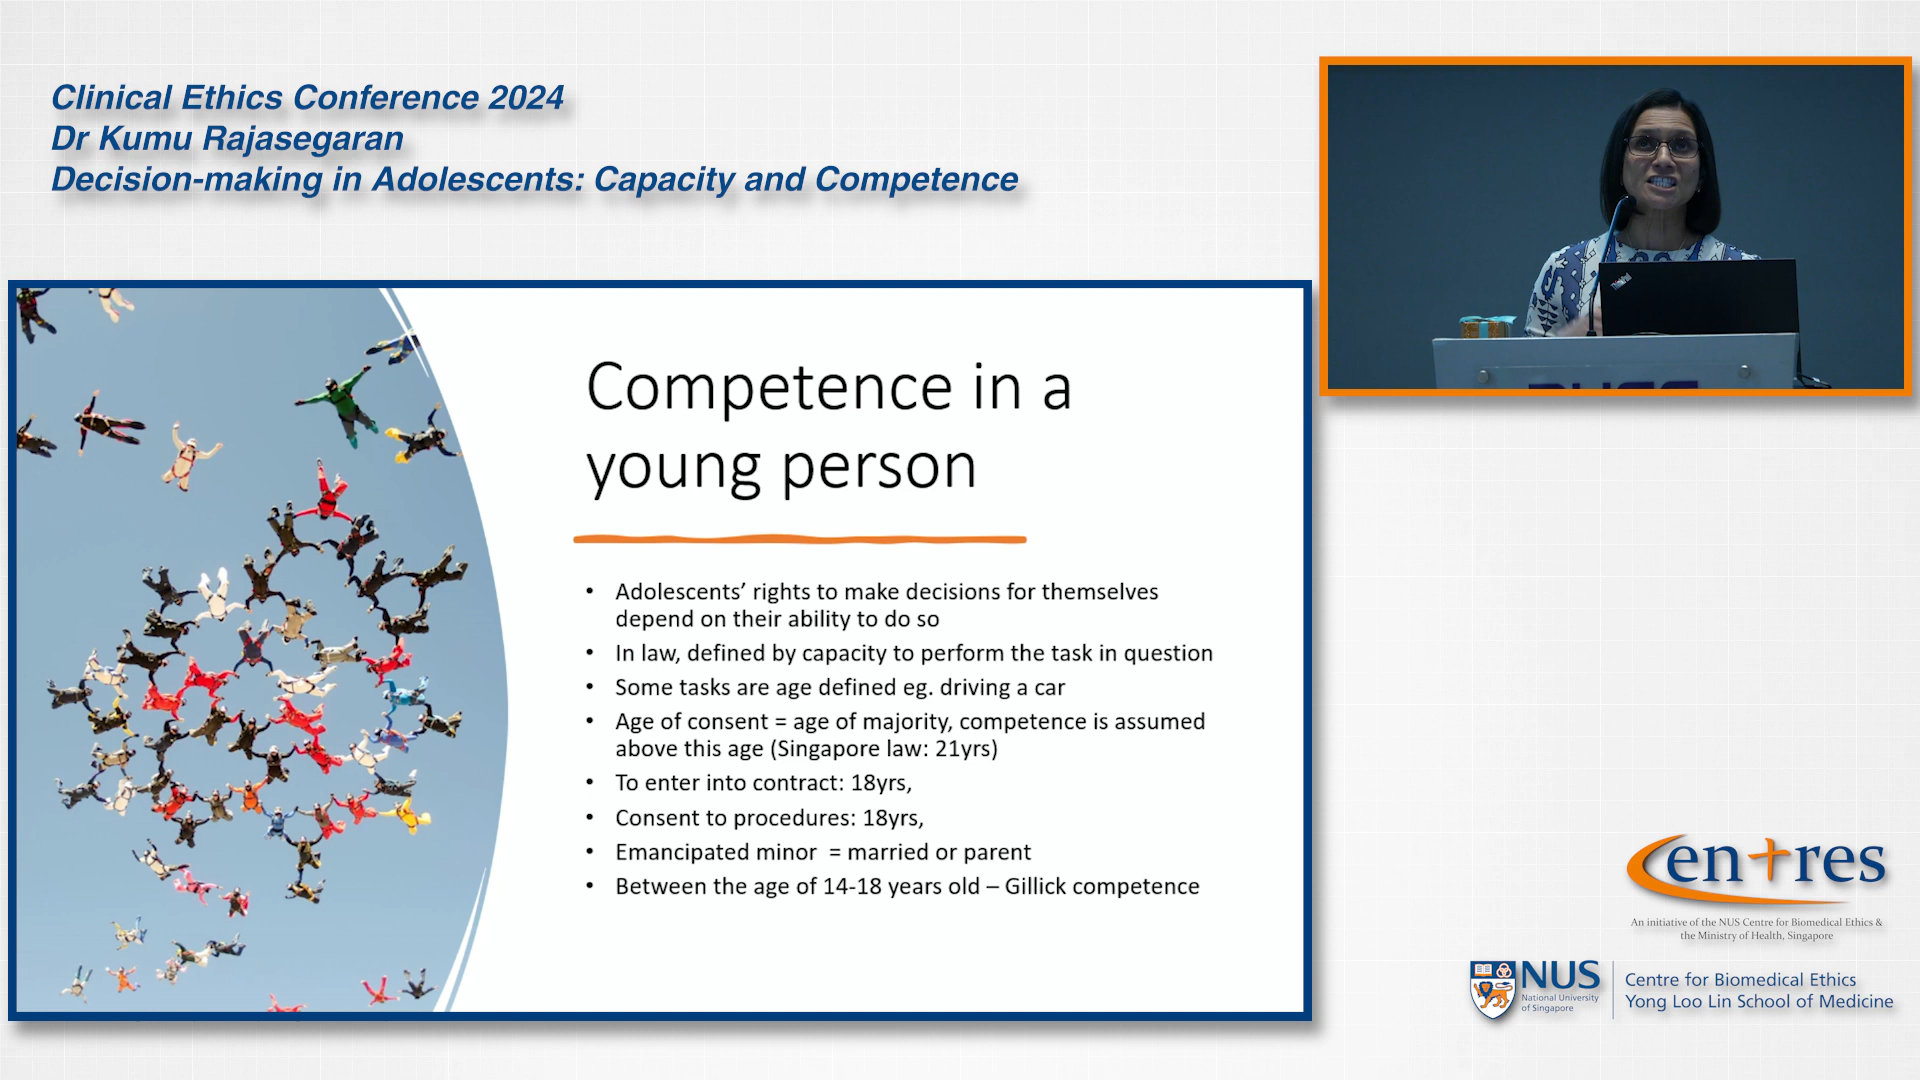 Clinical Ethics Conference 2024
Dr Kumu Rajasegaran
Decision-making in Adolescents: Capacity and Competence
ThinkPad
Competence in a
young person
• Adolescents’ rights to make decisions for themselves
depend on their ability to do so
• In law, defined by capacity to perform the task in question
• Some tasks are age defined eg. driving a car
• Age of consent = age of majority, competence is assumed
above this age (Singapore law: 21yrs)
• To enter into contract: 18yrs,
• Consent to procedures: 18yrs,
• Emancipated minor = married or parent
• Between the age of 14-18 years old – Gillick competence
Centres
An initiative of the NUS Centre for Biomedical Ethics &
the Ministry of Health, Singapore
NUS
National University
of Singapore
Centre for Biomedical Ethics
Yong Loo Lin School of Medicine